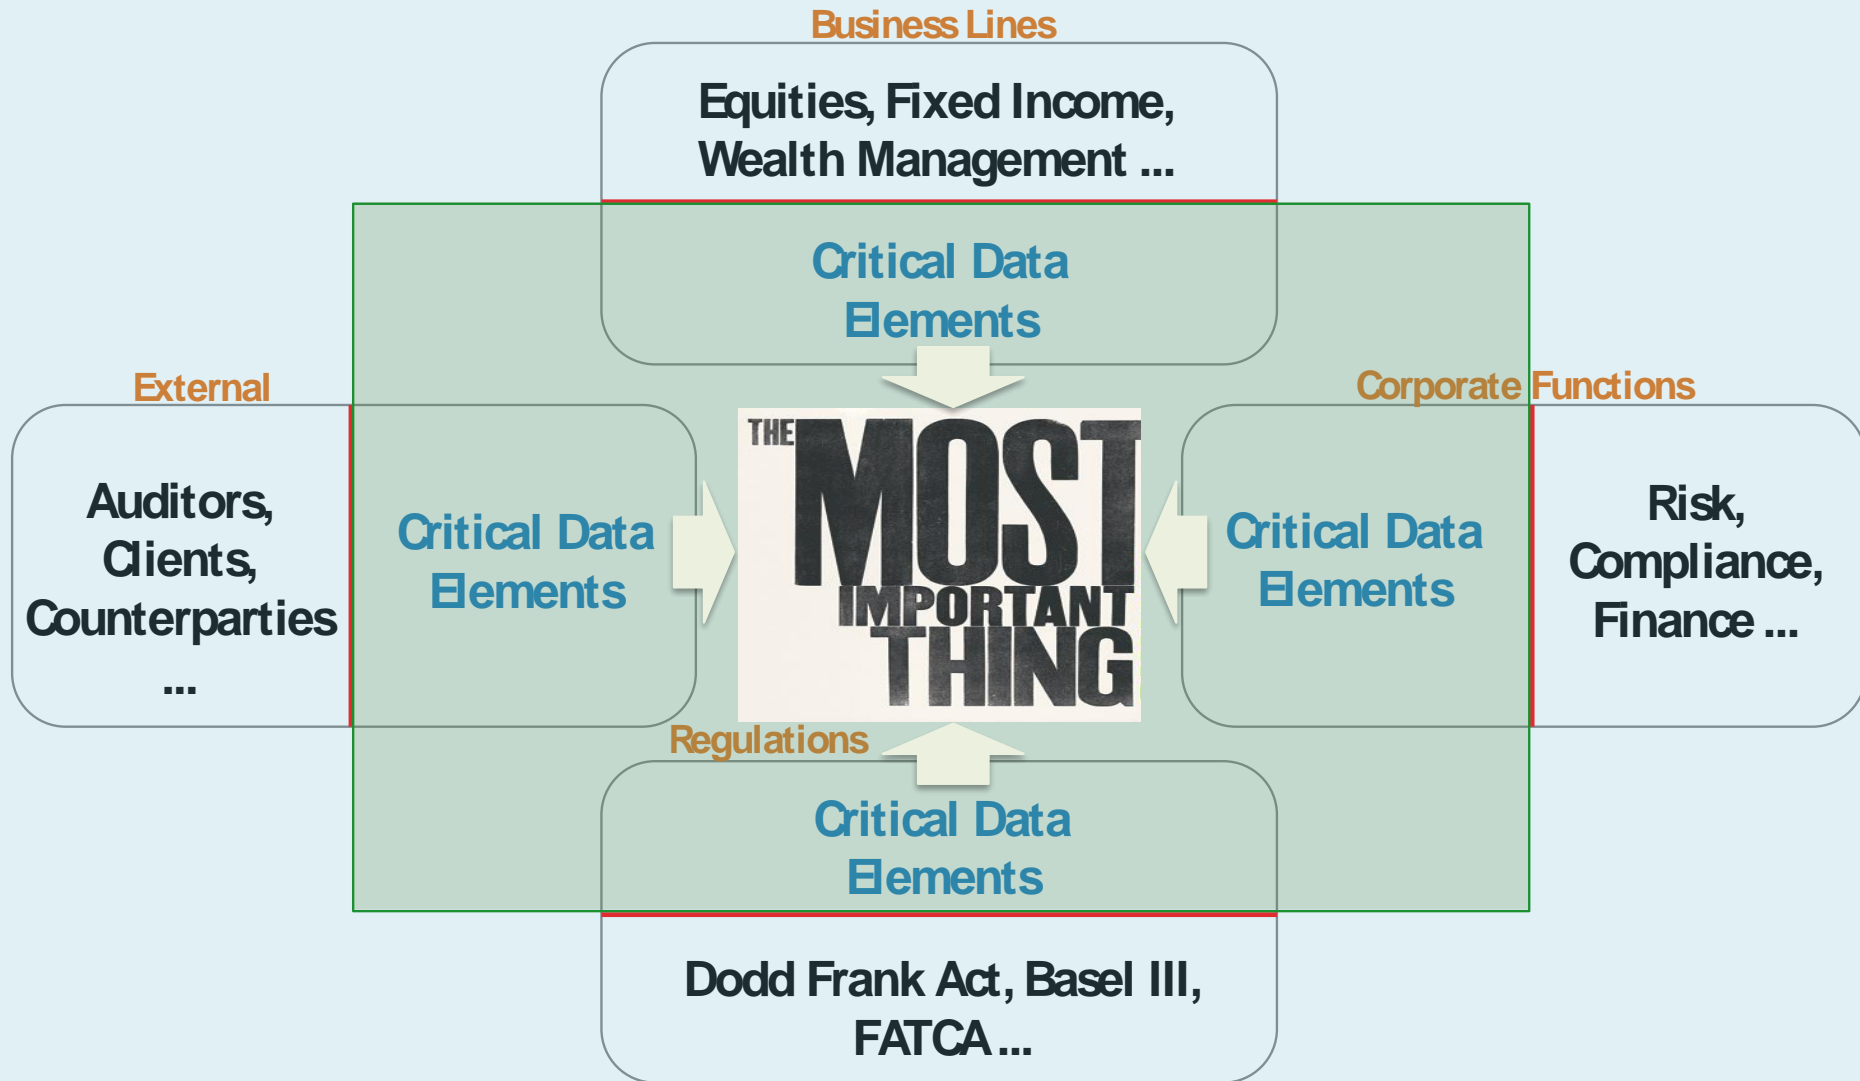 Business Lines
Equities, Fixed Income,
Wealth Management ...
Critical Data
Elements
External
Auditors,
Clients,
Counterparties
...
Critical Data
Elements
THE
MOST
IMPORTANT
THING
Corporate Functions
Critical Data
Elements
Risk,
Compliance,
Finance ...
Regulations
Critical Data
Elements
Dodd Frank Act, Basel III,
FATCA ...